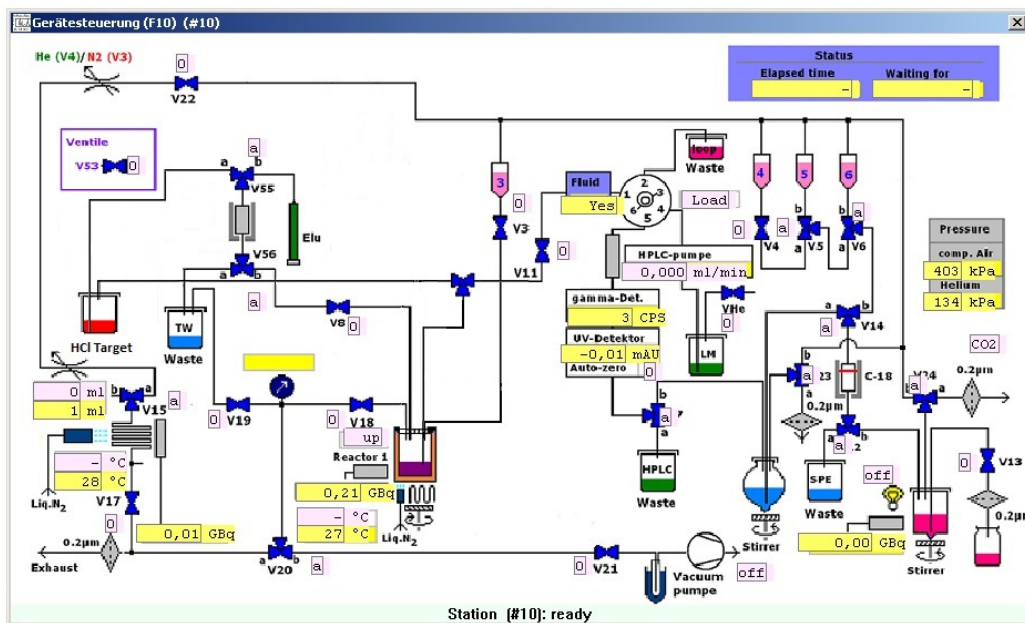 Gerätesteuerung (F10) (#10)
He (V4)/N2 (V3)
0
V22
Status
Elapsed time
Waiting for
-
-
Ventile
V53
0
a
a
b
V55
Elu
V56
a
b
a
3
0
V3
Fluid
Yes
1
2
3
4
5
6
Load
loop
Waste
0
V11
HPLC-pumpe
0,000 ml/min
gamma-Det.
3 CPS
UV-Detektor
-0,01 mAU
Auto-zero
0
VHe
0
LM
4
5
6
0
V4
a
b
a
V5
b
a
a
V6
Pressure
comp. Air
403 kPa
Helium
134 kPa
HCl Target
TW
Waste
V8
0
0 ml
1 ml
a
b
V15
a
- °C
28 °C
Liq.N2
V17
0
0,01 GBq
0.2µm
Exhaust
0
V19
V18
0
up
Reactor 1
0,21 GBq
- °C
27 °C
Liq.N2
a
b
V20
a
0
V21
Vacuum
pumpe
off
b
a
a
HPLC
Waste
Stirrer
a
b
V14
a
b
a
23
a
0.2µm
C-18
a
b
a
SPE
Waste
off
0,00 GBq
Stirrer
CO2
0.2µm
V24
a
b
a
0
V13
0.2µm
Station (#10): ready